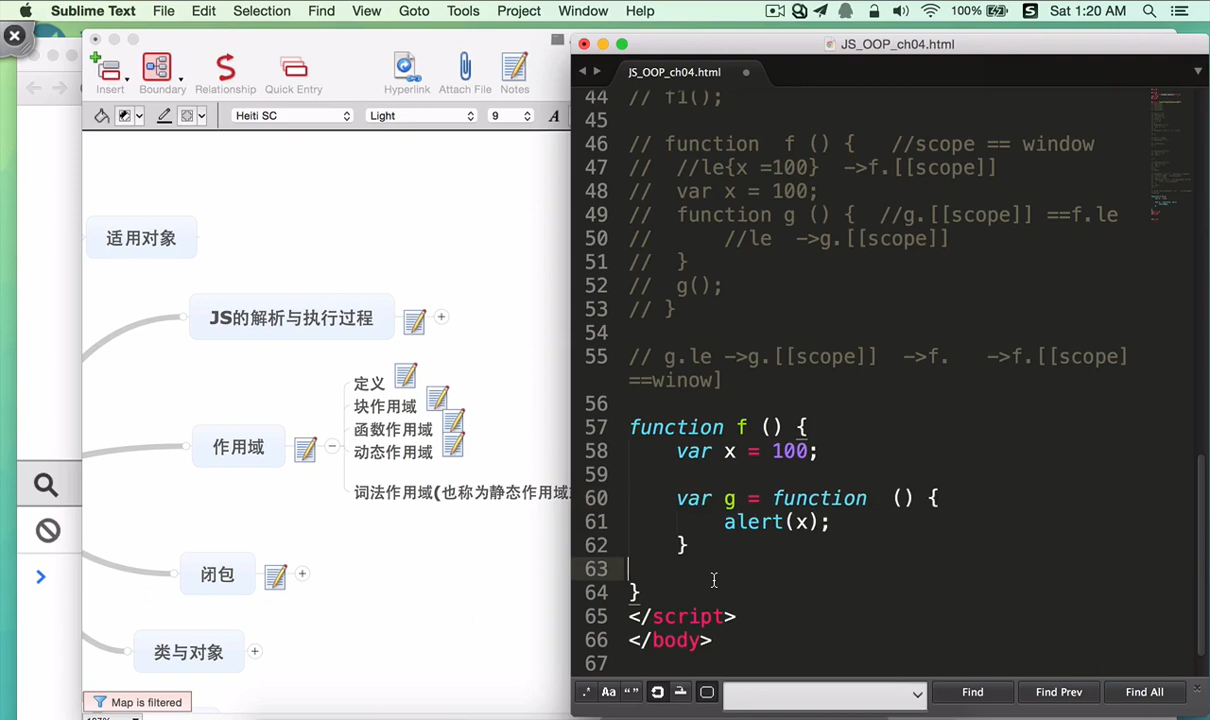 Sublime Text File Edit Selection Find View Goto Tools Project Window Help 100% S Sat 1:20 AM
Insert Boundary Relationship Quick Entry Hyperlink Attach File Notes
Heiti SC Light 9 A
适用对象
JS的解析与执行过程
作用域
定义
块作用域
函数作用域
动态作用域
词法作用域(也称为静态作用域
闭包
类与对象
Map is filtered
JS_OOP_ch04.html
JS_OOP_ch04.html
44 // f1();
45
46 // function  f () {   //scope == window
47 //  //le{x =100}  ->f.[[scope]]
48 //  var x = 100;
49 //  function g () {  //g.[[scope]] ==f.le
50 //      //le  ->g.[[scope]]
51 //  }
52 //  g();
53 // }
54
55 // g.le ->g.[[scope]]  ->f.   ->f.[[scope]
==winow]
56
57 function f () {
58     var x = 100;
59
60     var g = function  () {
61         alert(x);
62     }
63
64 }
65 </script>
66 </body>
67
.* Aa “ ” Find Find Prev Find All